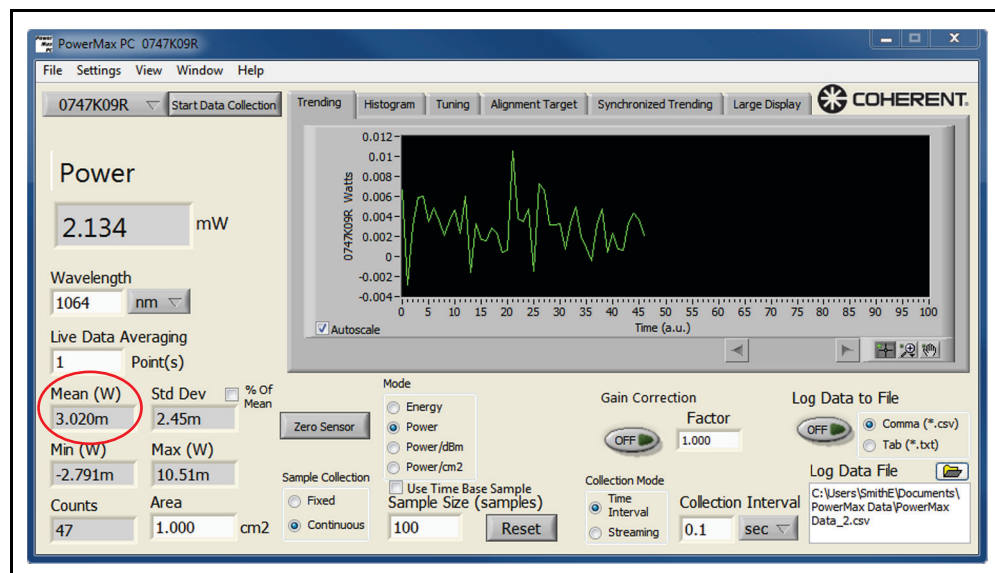 PowerMax PC 0747K09R
File Settings View Window Help
0747K09R Start Data Collection
Trending Histogram Tuning Alignment Target Synchronized Trending Large Display
COHERENT.
Power
2.134 mW
Wavelength
1064 nm
Live Data Averaging
1 Point(s)
Mean (W) Std Dev % Of Mean
3.020m 2.45m
Min (W) Max (W)
-2.791m 10.51m
Counts Area
47 1.000 cm2
0747K09R Watts
0.012
0.01
0.008
0.006
0.004
0.002
0
-0.002
-0.004
0 5 10 15 20 25 30 35 40 45 50 55 60 65 70 75 80 85 90 95 100
Time (a.u.)
Autoscale
Zero Sensor
Mode
Energy
Power
Power/dBm
Power/cm2
Use Time Base Sample
Sample Collection
Fixed
Continuous
Sample Size (samples)
100 Reset
Gain Correction
OFF
Factor
1.000
Collection Mode
Time Interval
Streaming
Collection Interval
0.1 sec
Log Data to File
OFF
Comma (*.csv)
Tab (*.txt)
Log Data File
C:\Users\SmithE\Documents\
PowerMax Data\PowerMax
Data_2.csv